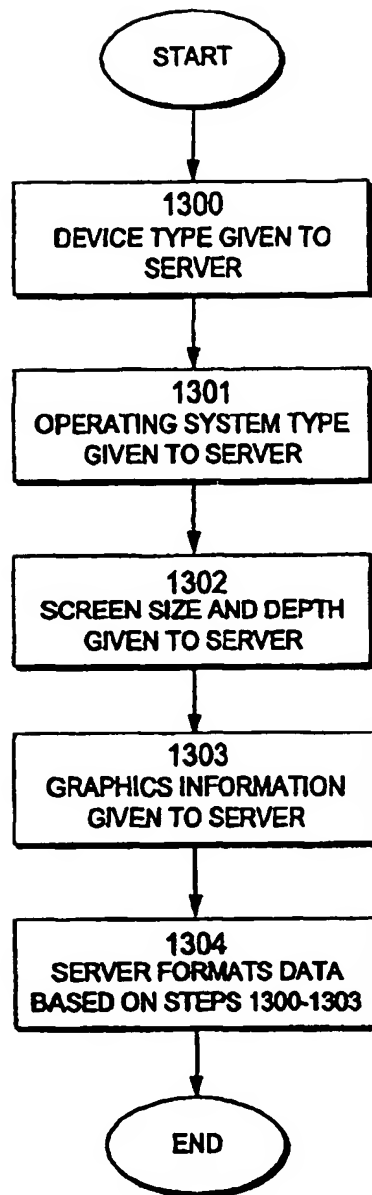 START
1300
DEVICE TYPE GIVEN TO
SERVER
1301
OPERATING SYSTEM TYPE
GIVEN TO SERVER
1302
SCREEN SIZE AND DEPTH
GIVEN TO SERVER
1303
GRAPHICS INFORMATION
GIVEN TO SERVER
1304
SERVER FORMATS DATA
BASED ON STEPS 1300-1303
END